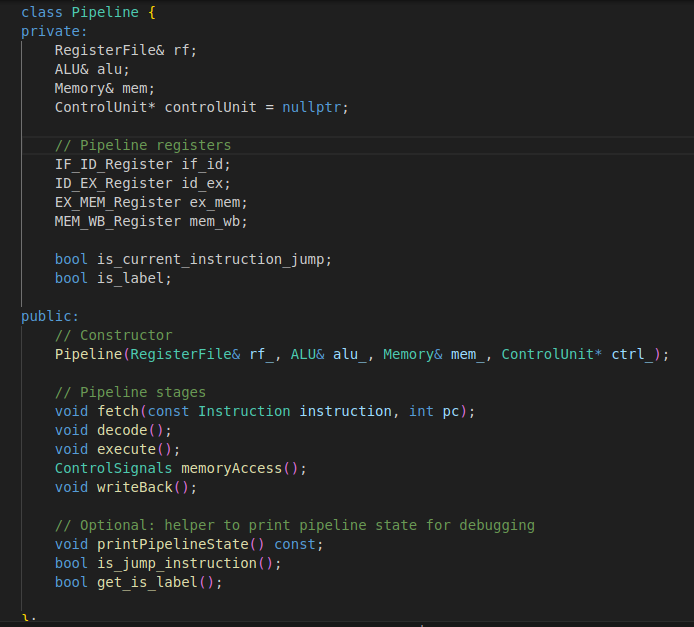 class Pipeline {
private:
    RegisterFile& rf;
    ALU& alu;
    Memory& mem;
    ControlUnit* controlUnit = nullptr;

    // Pipeline registers
    IF_ID_Register if_id;
    ID_EX_Register id_ex;
    EX_MEM_Register ex_mem;
    MEM_WB_Register mem_wb;

    bool is_current_instruction_jump;
    bool is_label;

public:
    // Constructor
    Pipeline(RegisterFile& rf_, ALU& alu_, Memory& mem_, ControlUnit* ctrl_);

    // Pipeline stages
    void fetch(const Instruction instruction, int pc);
    void decode();
    void execute();
    ControlSignals memoryAccess();
    void writeBack();

    // Optional: helper to print pipeline state for debugging
    void printPipelineState() const;
    bool is_jump_instruction();
    bool get_is_label();

};